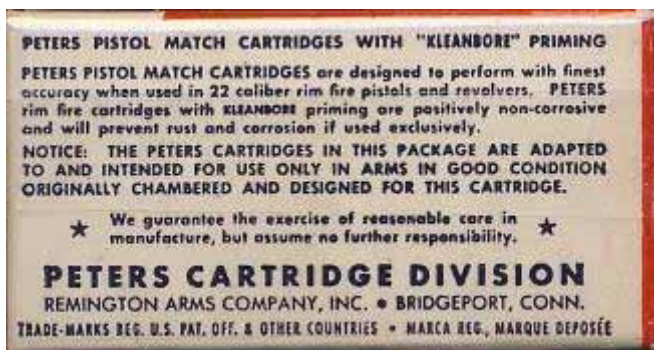 PETERS PISTOL MATCH CARTRIDGES WITH "KLEANBORE" PRIMING
PETERS PISTOL MATCH CARTRIDGES are designed to perform with finest
accuracy when used in 22 caliber rim fire pistols and revolvers. PETERS
rim fire cartridges with KLEANBORE priming are positively non-corrosive
and will prevent rust and corrosion if used exclusively.
NOTICE: THE PETERS CARTRIDGES IN THIS PACKAGE ARE ADAPTED
TO AND INTENDED FOR USE ONLY IN ARMS IN GOOD CONDITION
ORIGINALLY CHAMBERED AND DESIGNED FOR THIS CARTRIDGE.
★ We guarantee the exercise of reasonable care in ★
manufacture, but assume no further responsibility.
PETERS CARTRIDGE DIVISION
REMINGTON ARMS COMPANY, INC. • BRIDGEPORT, CONN.
TRADE-MARKS REG. U.S. PAT. OFF. & OTHER COUNTRIES • MARCA REG., MARQUE DEPOSÉE